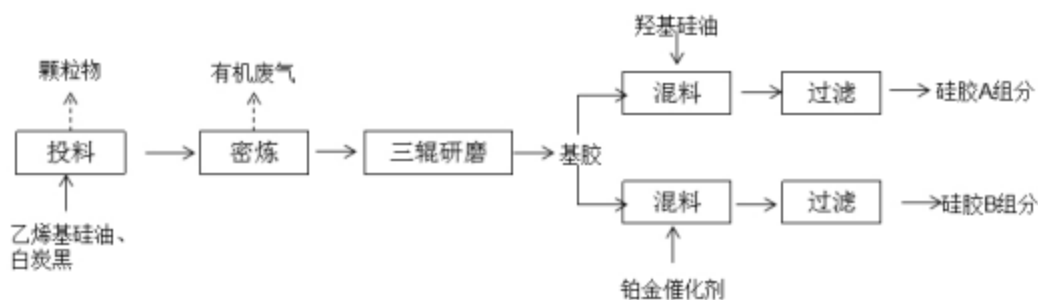 羟基硅油
颗粒物
有机废气
混料
过滤
硅胶A组分
投料
密炼
三辊研磨
基胶
混料
过滤
硅胶B组分
乙烯基硅油、
白炭黑
铂金催化剂